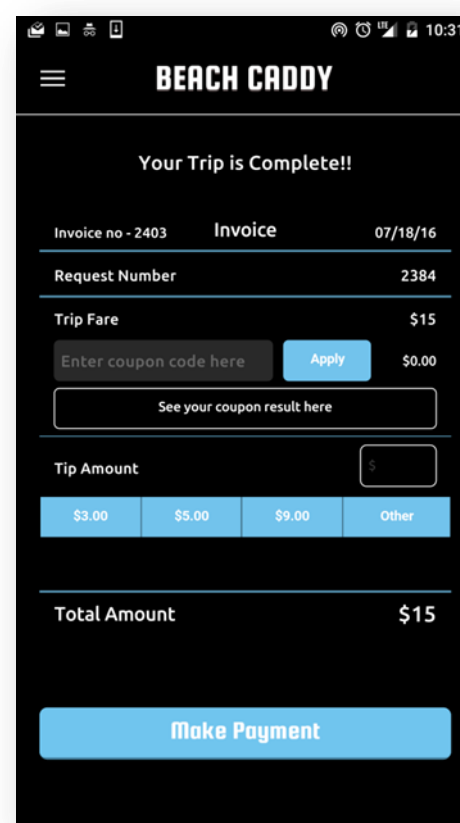 LTE 10:31
BEACH CADDY
Your Trip is Complete!!
Invoice no - 2403 Invoice 07/18/16
Request Number 2384
Trip Fare $15
Enter coupon code here Apply $0.00
See your coupon result here
Tip Amount $
$3.00 $5.00 $9.00 Other
Total Amount $15
Make Payment